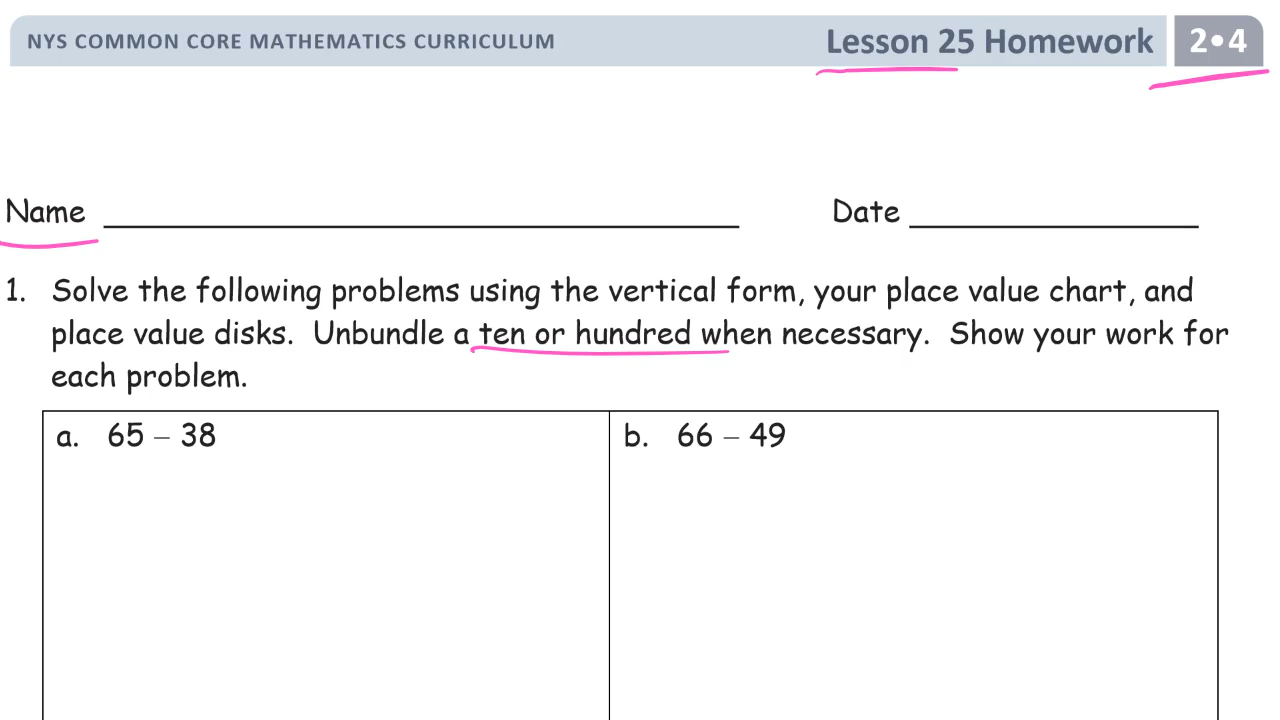 NYS COMMON CORE MATHEMATICS CURRICULUM Lesson 25 Homework 2•4
Name Date
1. Solve the following problems using the vertical form, your place value chart, and
place value disks. Unbundle a ten or hundred when necessary. Show your work for
each problem.
a. 65 – 38
b. 66 – 49